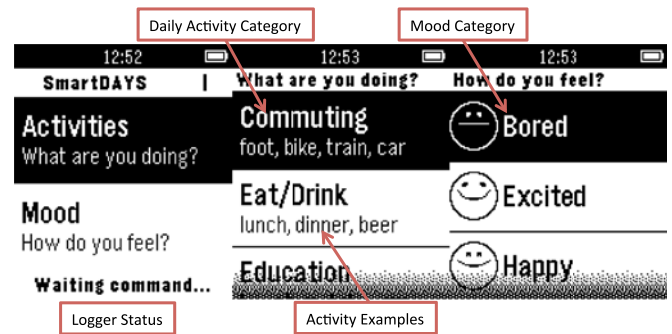 Daily Activity Category
Mood Category
12:52
SmartDAYS
Activities
What are you doing?
Mood
How do you feel?
Waiting command...
Logger Status
12:53
What are you doing?
Commuting
foot, bike, train, car
Eat/Drink
lunch, dinner, beer
Education
Activity Examples
12:53
How do you feel?
Bored
Excited
Happy